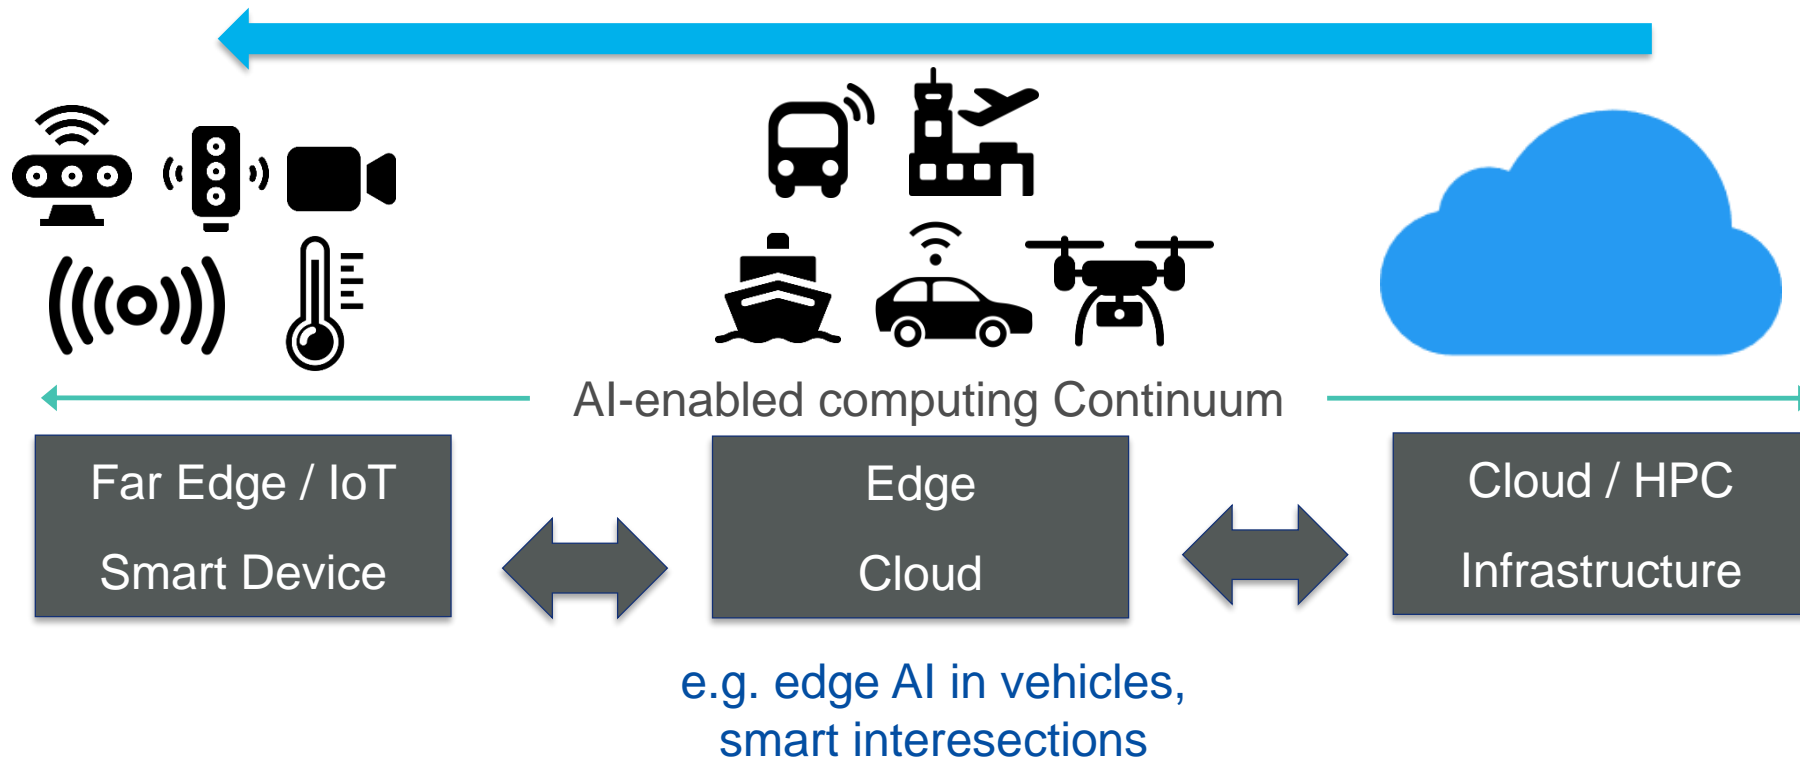 AI-enabled computing Continuum
Far Edge / IoT
Smart Device
Edge
Cloud
Cloud / HPC
Infrastructure
e.g. edge AI in vehicles,
smart interesections